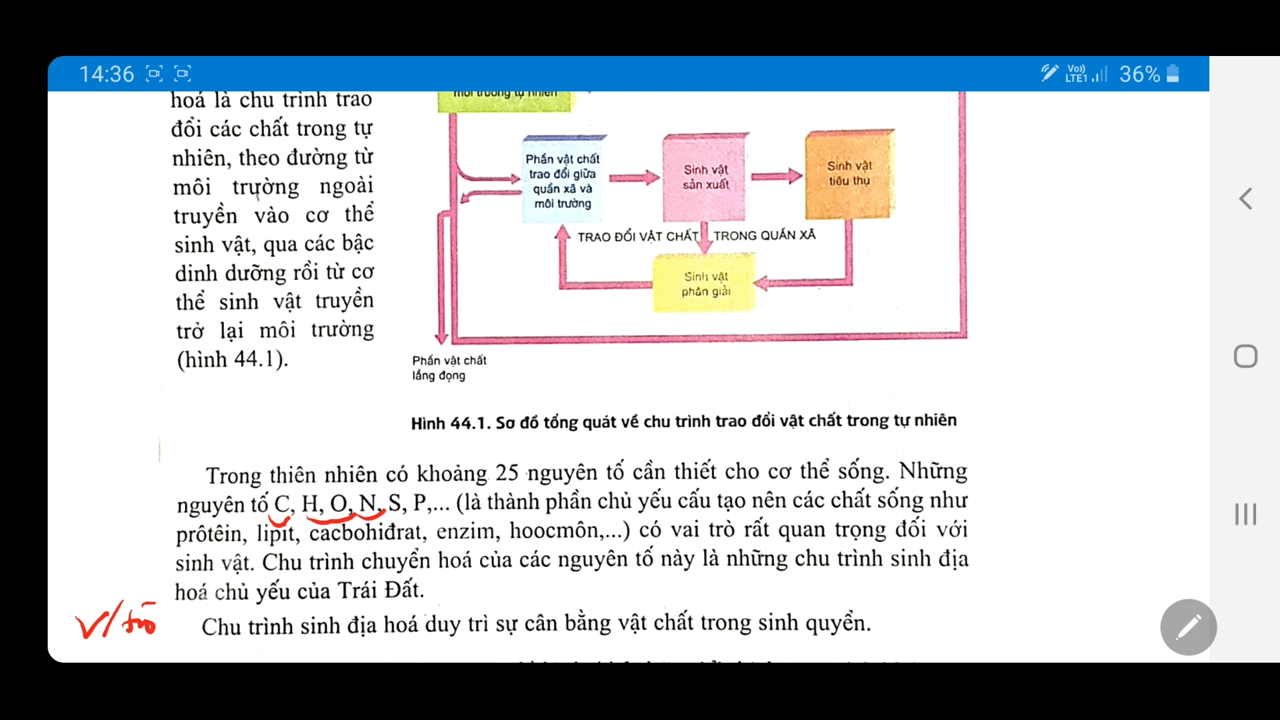 14:36
Vo))
LTE1
36%
hoá là chu trình trao
đổi các chất trong tự
nhiên, theo đường từ
môi trường ngoài
truyền vào cơ thể
sinh vật, qua các bậc
dinh dưỡng rồi từ cơ
thể sinh vật truyền
trở lại môi trường
(hình 44.1).
môi trường tự nhiên
Phần vật chất
trao đổi giữa
quần xã và
môi trường
Sinh vật
sản xuất
Sinh vật
tiêu thụ
TRAO ĐỔI VẬT CHẤT TRONG QUẦN XÃ
Sinh vật
phân giải
Phần vật chất
lắng đọng
Hình 44.1. Sơ đồ tổng quát về chu trình trao đổi vật chất trong tự nhiên
Trong thiên nhiên có khoảng 25 nguyên tố cần thiết cho cơ thể sống. Những
nguyên tố C, H, O, N, S, P,... (là thành phần chủ yếu cấu tạo nên các chất sống như
prôtêin, lipit, cacbohiđrat, enzim, hoocmôn,...) có vai trò rất quan trọng đối với
sinh vật. Chu trình chuyển hoá của các nguyên tố này là những chu trình sinh địa
hoá chủ yếu của Trái Đất.
V/trò
Chu trình sinh địa hoá duy trì sự cân bằng vật chất trong sinh quyển.